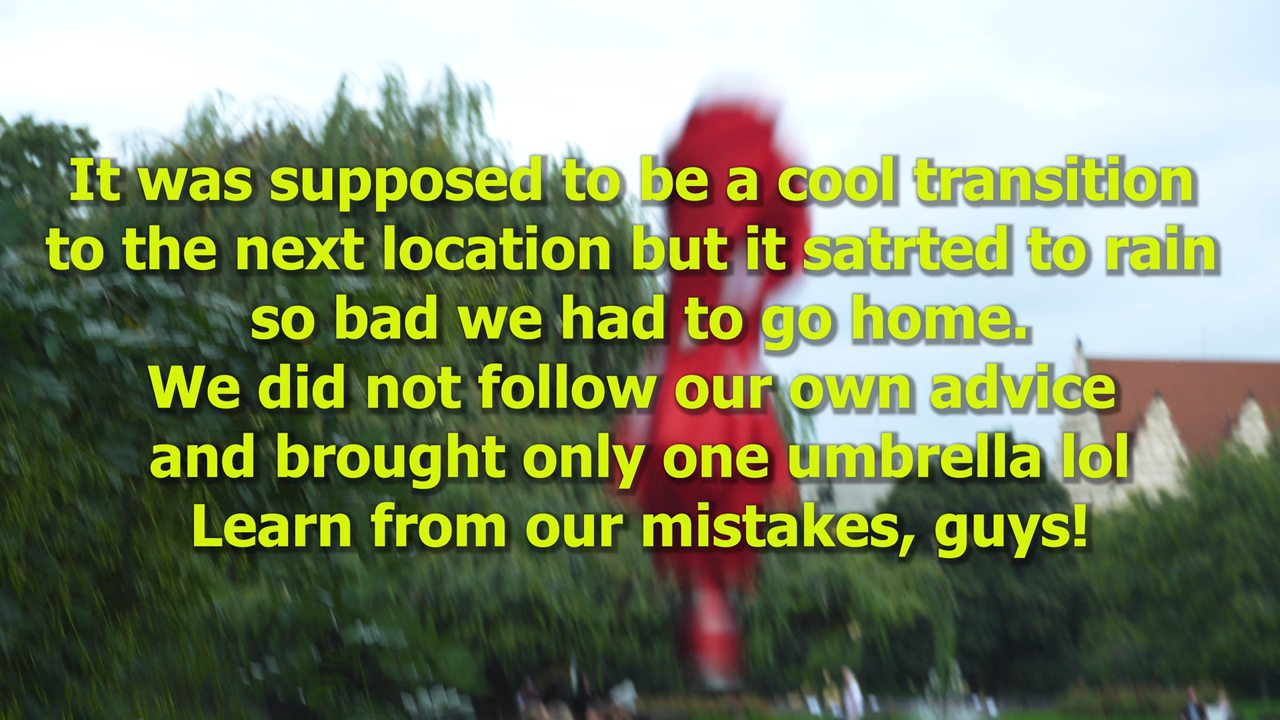 It was supposed to be a cool transition
to the next location but it satrted to rain
so bad we had to go home.
We did not follow our own advice
and brought only one umbrella lol
Learn from our mistakes, guys!